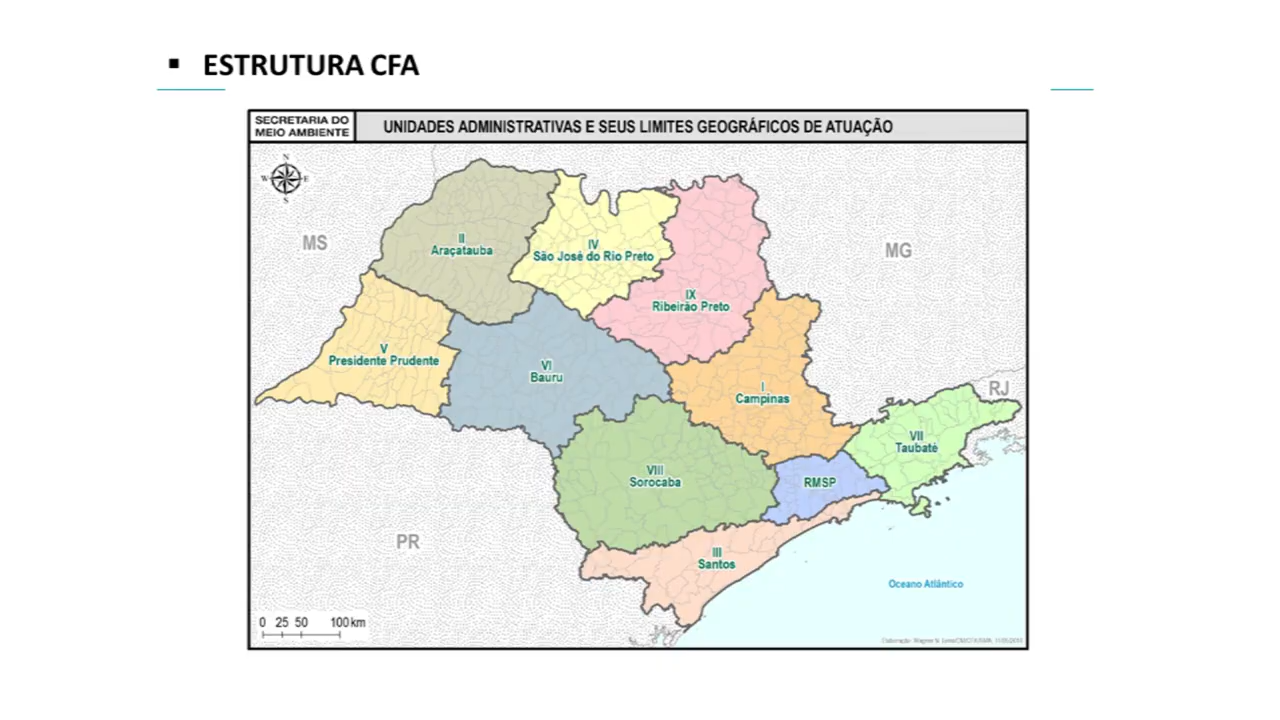 ▪ ESTRUTURA CFA
SECRETARIA DO
MEIO AMBIENTE
UNIDADES ADMINISTRATIVAS E SEUS LIMITES GEOGRÁFICOS DE ATUAÇÃO
N
W E
S
MS
MG
RJ
PR
II
Araçatauba
IV
São José do Rio Preto
IX
Ribeirão Preto
V
Presidente Prudente
VI
Bauru
I
Campinas
VII
Taubaté
VIII
Sorocaba
RMSP
III
Santos
Oceano Atlântico
0 25 50 100 km